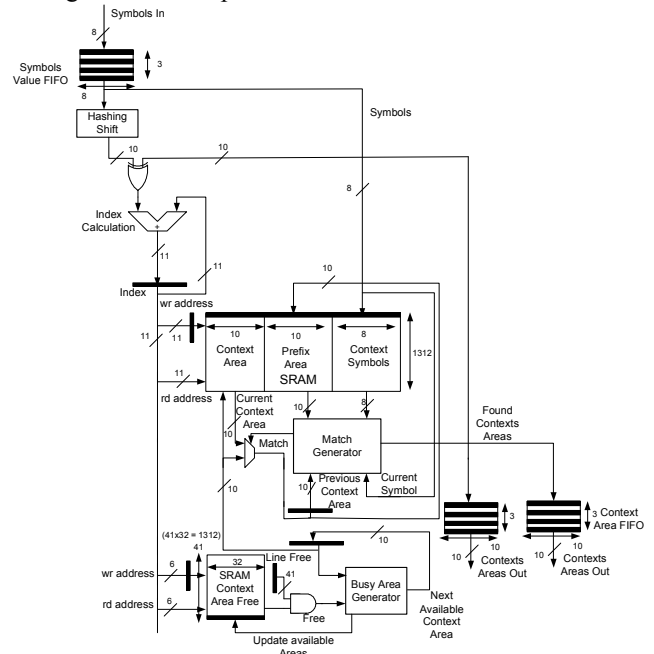 Symbols In
8
3
Symbols
Value FIFO
8
Hashing
Shift
Symbols
10
10
8
Index
Calculation
+
11
11
10
Index
wr address
11
11
10
10
8
Context
Area
Prefix
Area
SRAM
Context
Symbols
1312
11
rd address
Current
Context
Area
10
10
8
Found
Contexts
Areas
Match
Match
Generator
10
Previous
Context
Area
10
Current
Symbol
3
3
Context
Area FIFO
(41x32 = 1312)
41
10
10
10
10
10
Contexts
Areas Out
Contexts
Areas Out
Line Free
wr address
6
32
41
SRAM
Context
Area Free
Busy Area
Generator
rd address
6
Free
Next
Available
Context
Area
Update available
Areas